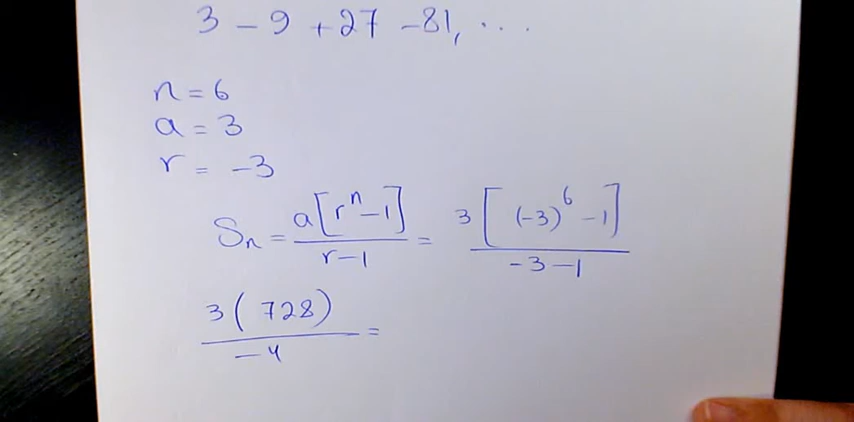 3 - 9 + 27 - 81, ...
n = 6
a = 3
r = -3
Sn = a[r^n - 1] / r - 1 = 3[(-3)^6 - 1] / -3 - 1
3(728) / -4 =